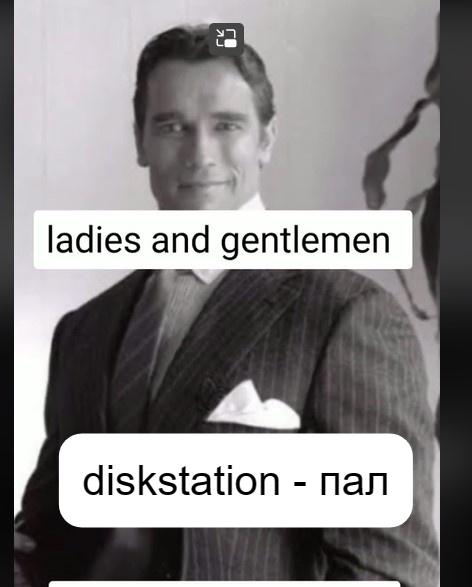 ladies and gentlemen
diskstation - пал